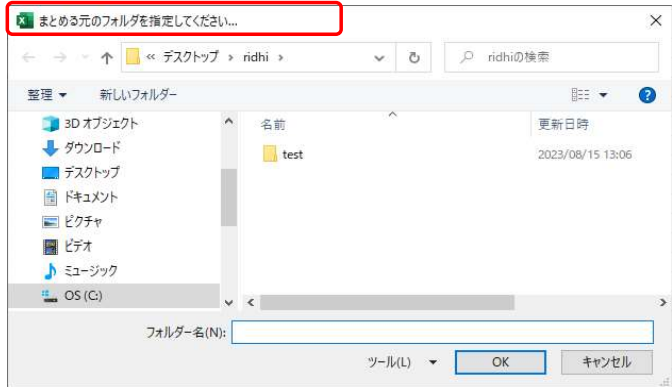 まとめる元のフォルダを指定してください...
« デスクトップ › ridhi ›
ridhiの検索
整理 新しいフォルダー
3D オブジェクト
ダウンロード
デスクトップ
ドキュメント
ピクチャ
ビデオ
ミュージック
OS (C:)
名前 更新日時
test 2023/08/15 13:06
フォルダー名(N):
ツール(L) OK キャンセル